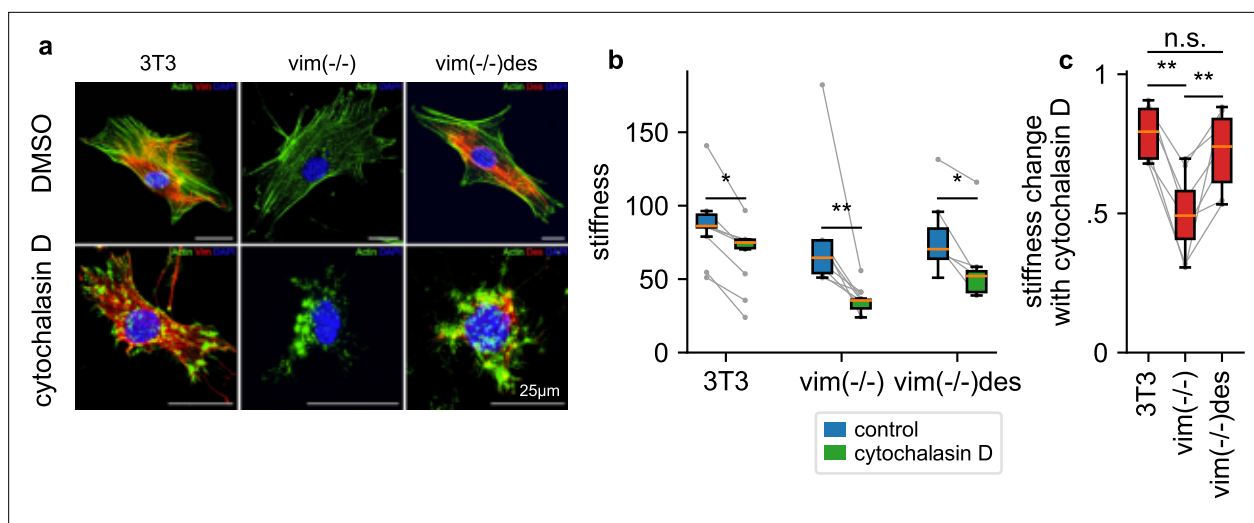 a
3T3
vim(-/-)
vim(-/-)des
DMSO
Actin Vim DAPI
Actin DAPI
Actin Des DAPI
cytochalasin D
Actin Vim DAPI
Actin DAPI
Actin Des DAPI
25µm
b
stiffness
150
100
50
0
*
**
*
3T3
vim(-/-)
vim(-/-)des
control
cytochalasin D
c
n.s.
** **
stiffness change
with cytochalasin D
1
.5
0
3T3
vim(-/-)
vim(-/-)des